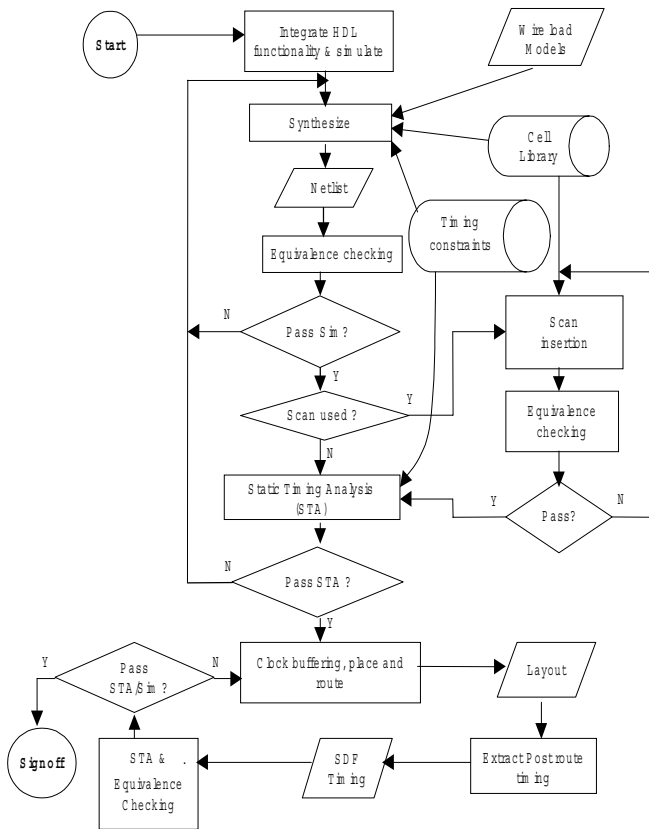 Start
Integrate HDL
functionality & simulate
Wire load
Models
Synthesize
Cell
Library
Netlist
Timing
constraints
Equivalence checking
N
Pass Sim?
Y
Scan
insertion
Scan used?
Y
N
Equivalence
checking
Static Timing Analysis
(STA)
Y
Pass?
N
N
Pass STA?
Y
Y
Pass
STA/Sim?
N
Clock buffering, place and
route
Layout
Signoff
STA & .
Equivalence
Checking
SDF
Timing
Extract Postroute
timing